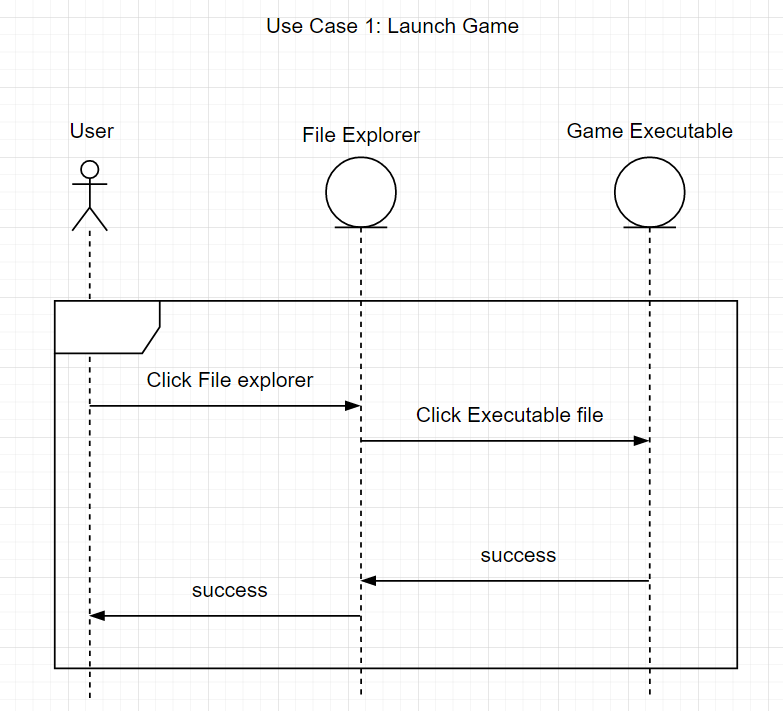 Use Case 1: Launch Game
User
File Explorer
Game Executable
Click File explorer
Click Executable file
success
success